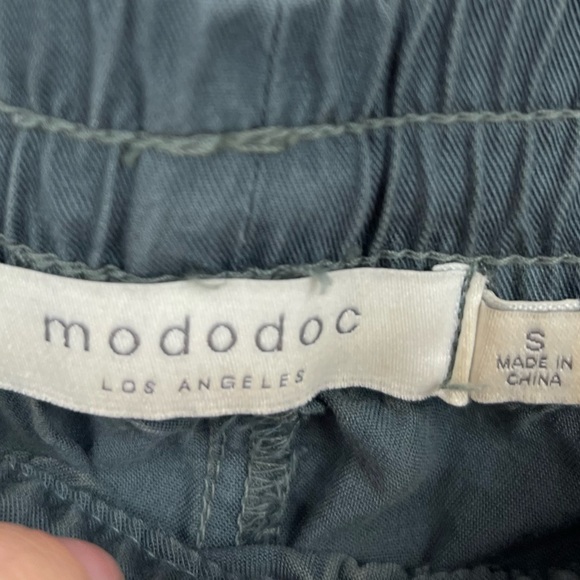 mododoc
LOS ANGELES
S
MADE IN
CHINA